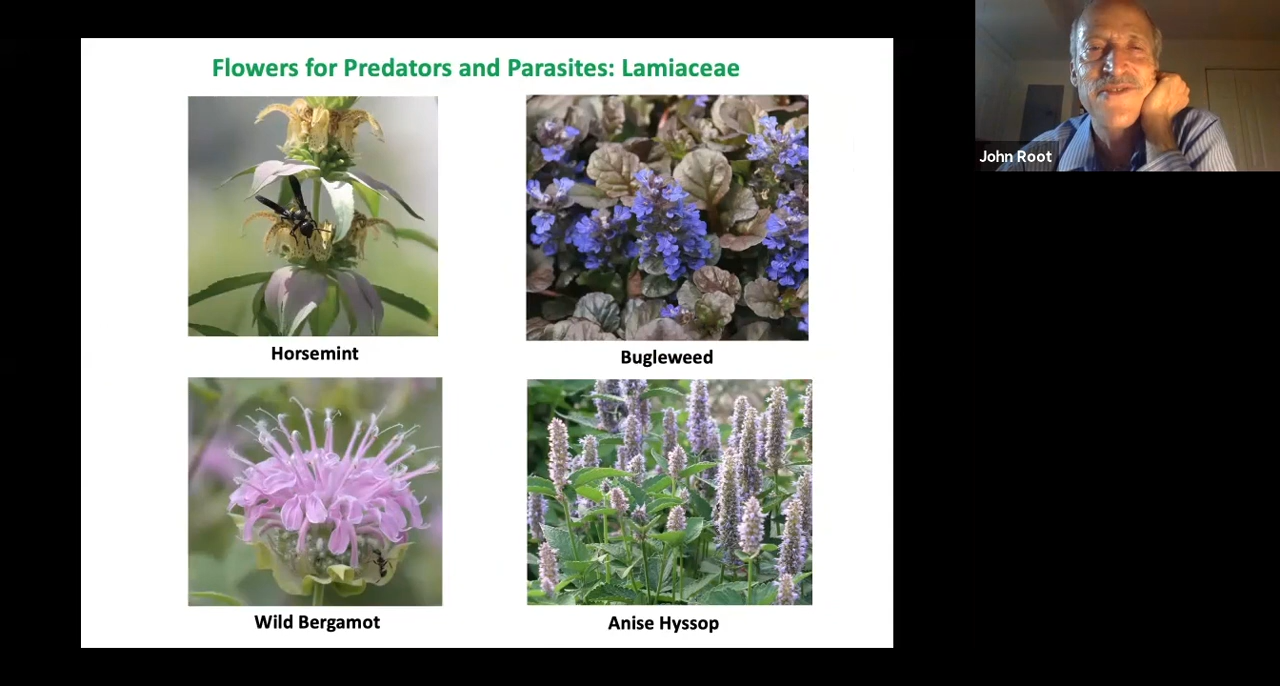 Flowers for Predators and Parasites: Lamiaceae
John Root
Horsemint
Bugleweed
Wild Bergamot
Anise Hyssop